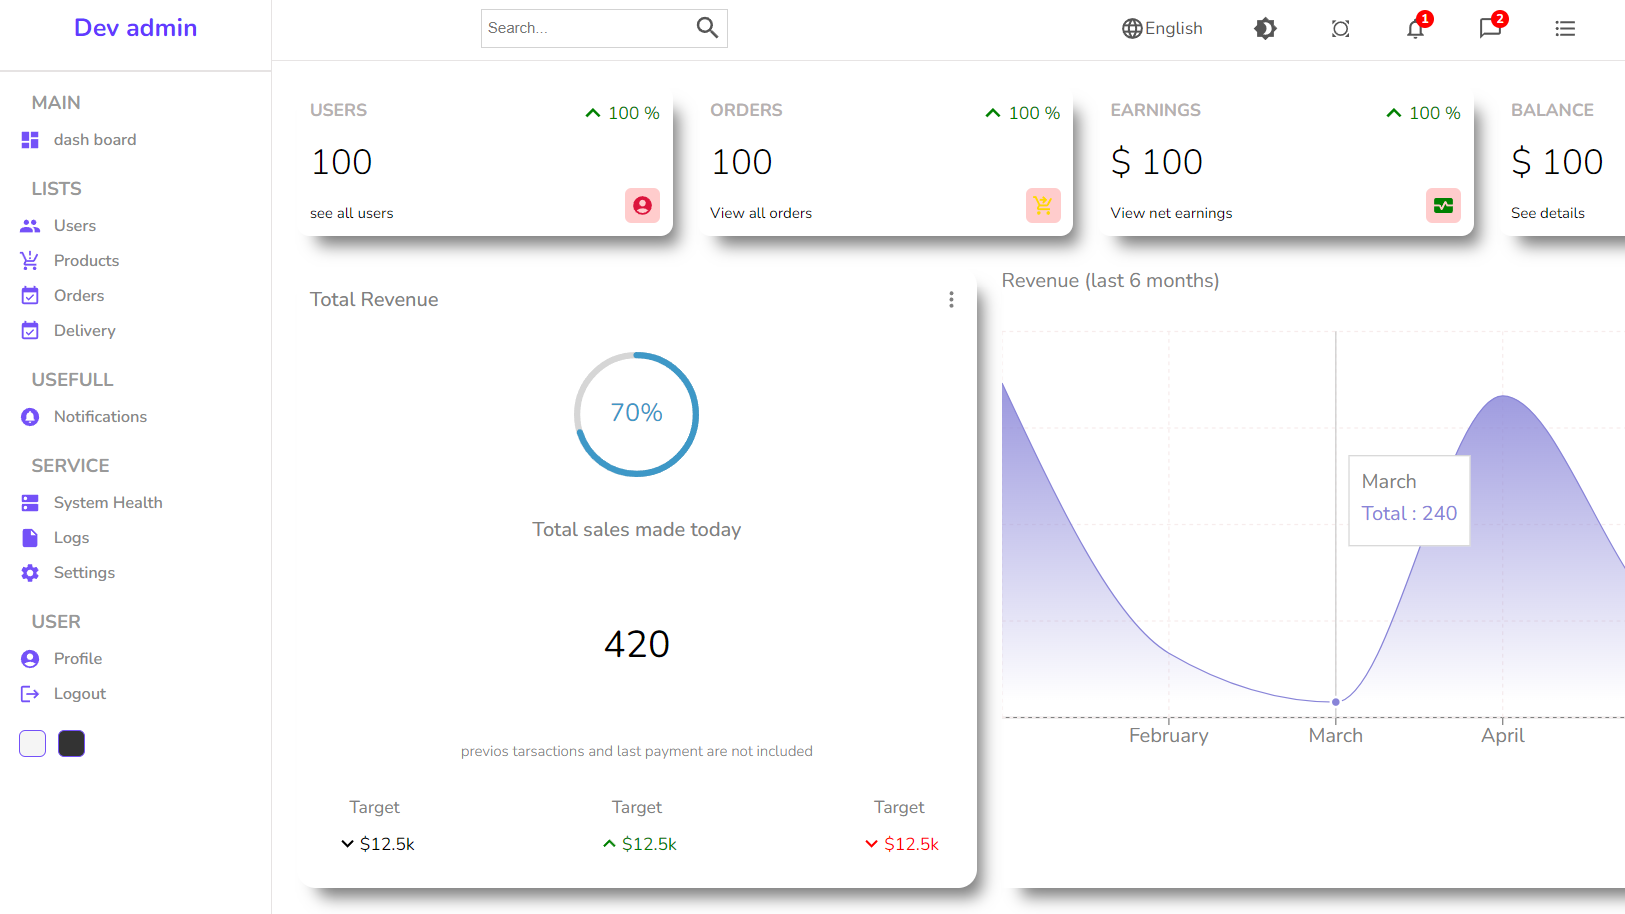 Dev admin
Search...
English
1
2
MAIN
dash board
LISTS
Users
Products
Orders
Delivery
USEFULL
Notifications
SERVICE
System Health
Logs
Settings
USER
Profile
Logout
USERS
100 %
100
see all users
ORDERS
100 %
100
View all orders
EARNINGS
100 %
$ 100
View net earnings
BALANCE
$ 100
See details
Total Revenue
70%
Total sales made today
420
previos tarsactions and last payment are not included
Target
$12.5k
Target
$12.5k
Target
$12.5k
Revenue (last 6 months)
March
Total : 240
February
March
April